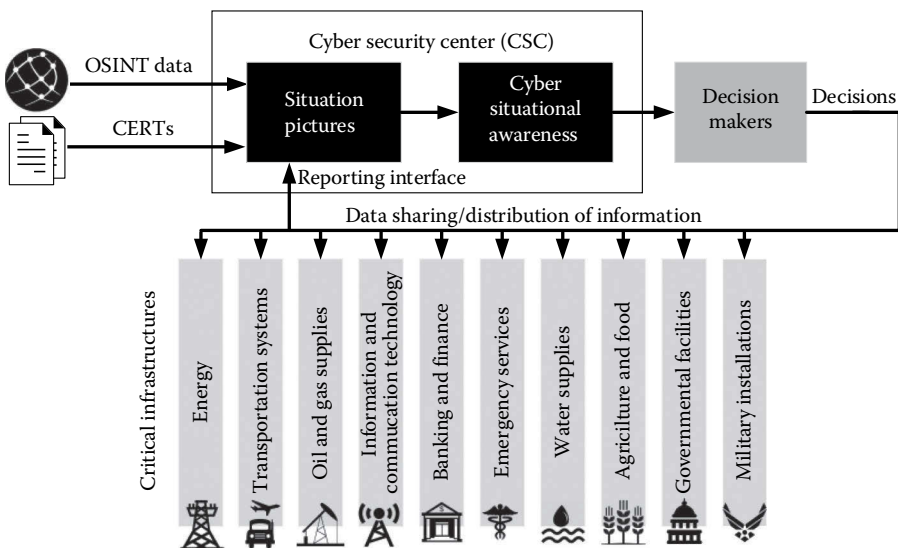 Cyber security center (CSC)
OSINT data
CERTs
Situation
pictures
Cyber
situational
awareness
Decision
makers
Decisions
Reporting interface
Data sharing/distribution of information
Critical infrastructures
Energy
Transportation systems
Oil and gas supplies
Information and
commucation technology
Banking and finance
Emergency services
Water supplies
Agricilture and food
Governmental facilities
Military installations